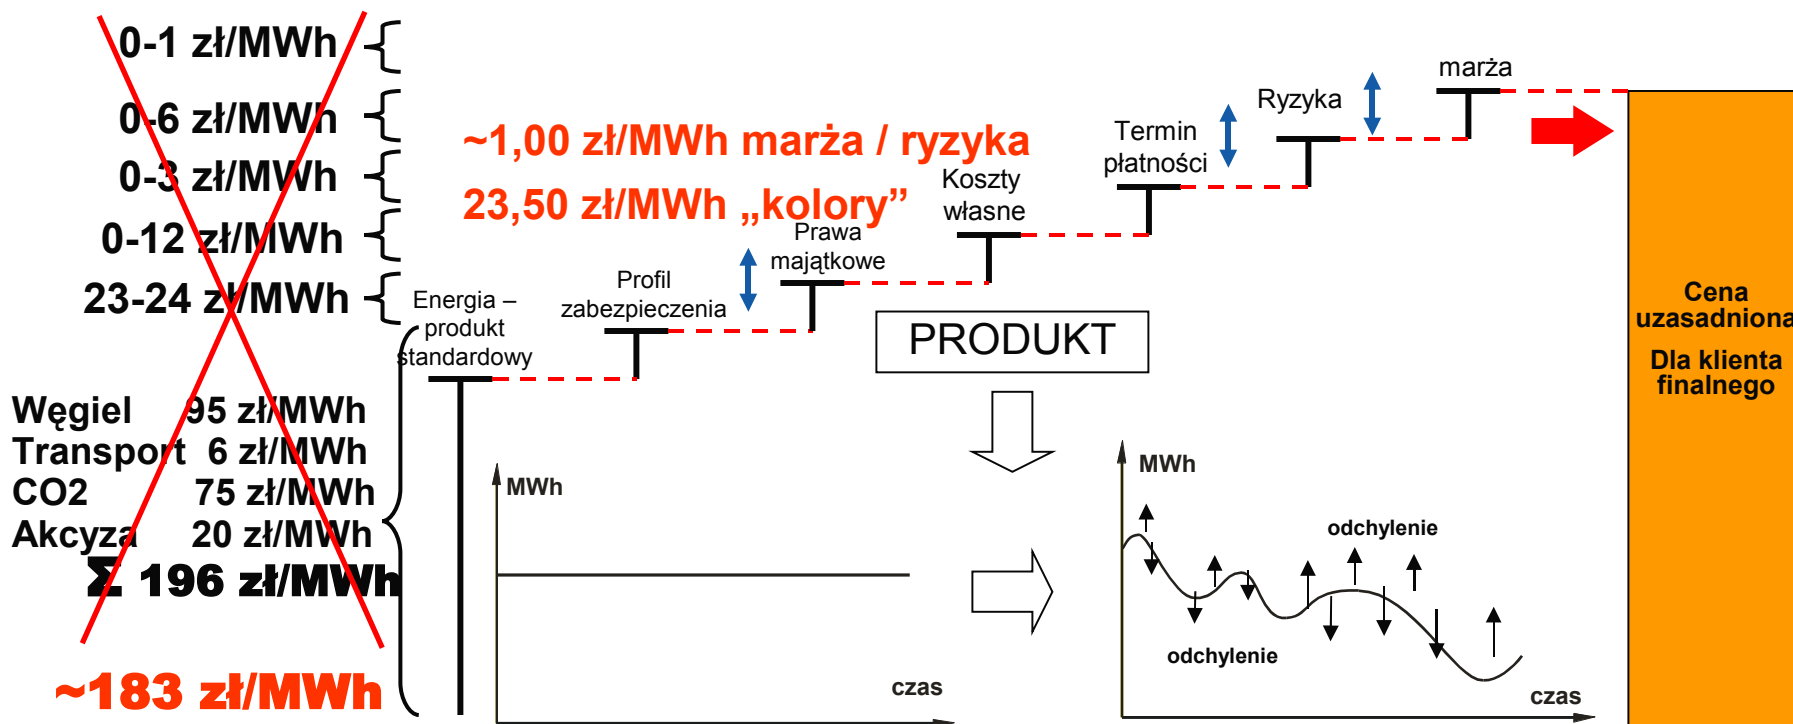 0-1 zł/MWh
0-6 zł/MWh
0-3 zł/MWh
0-12 zł/MWh
23-24 zł/MWh
Węgiel 95 zł/MWh
Transport 6 zł/MWh
CO2 75 zł/MWh
Akcyza 20 zł/MWh
Σ 196 zł/MWh
~183 zł/MWh
~1,00 zł/MWh marża / ryzyka
23,50 zł/MWh „kolory”
Energia –
produkt
standardowy
Profil
zabezpieczenia
Prawa
majątkowe
Koszty
własne
Termin
płatności
Ryzyka
marża
PRODUKT
MWh
czas
MWh
odchylenie
odchylenie
czas
Cena
uzasadniona
Dla klienta
finalnego